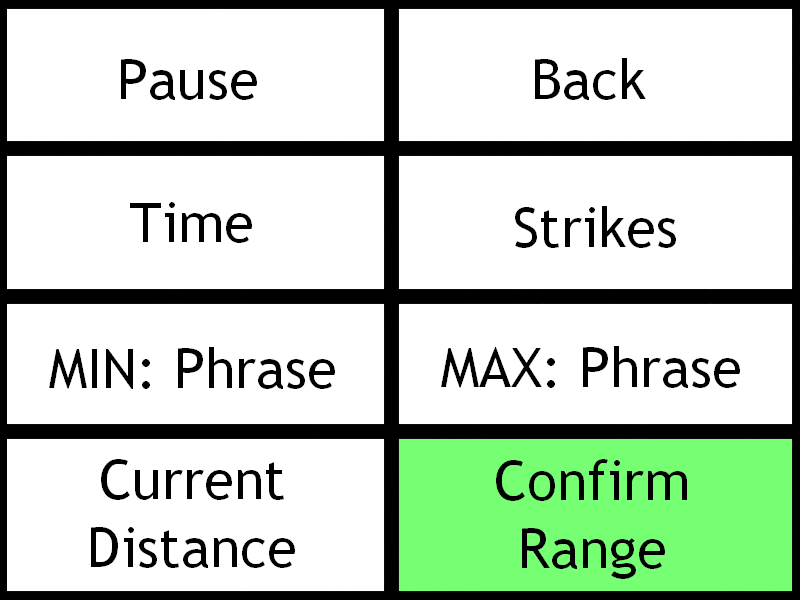 Pause
Back
Time
Strikes
MIN: Phrase
MAX: Phrase
Current
Distance
Confirm
Range